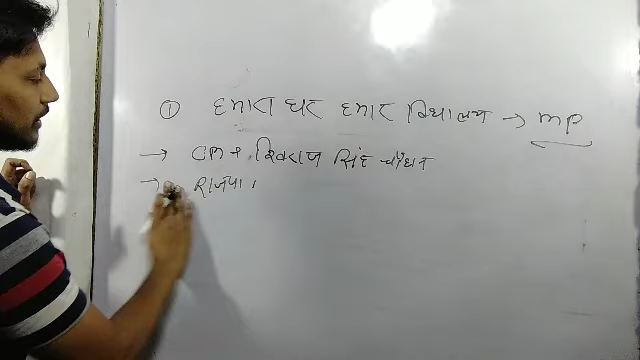 ① हमारा घर हमार विद्यालय → MP
→ CM → शिवराज सिंह चौहान
→ राज्यपा